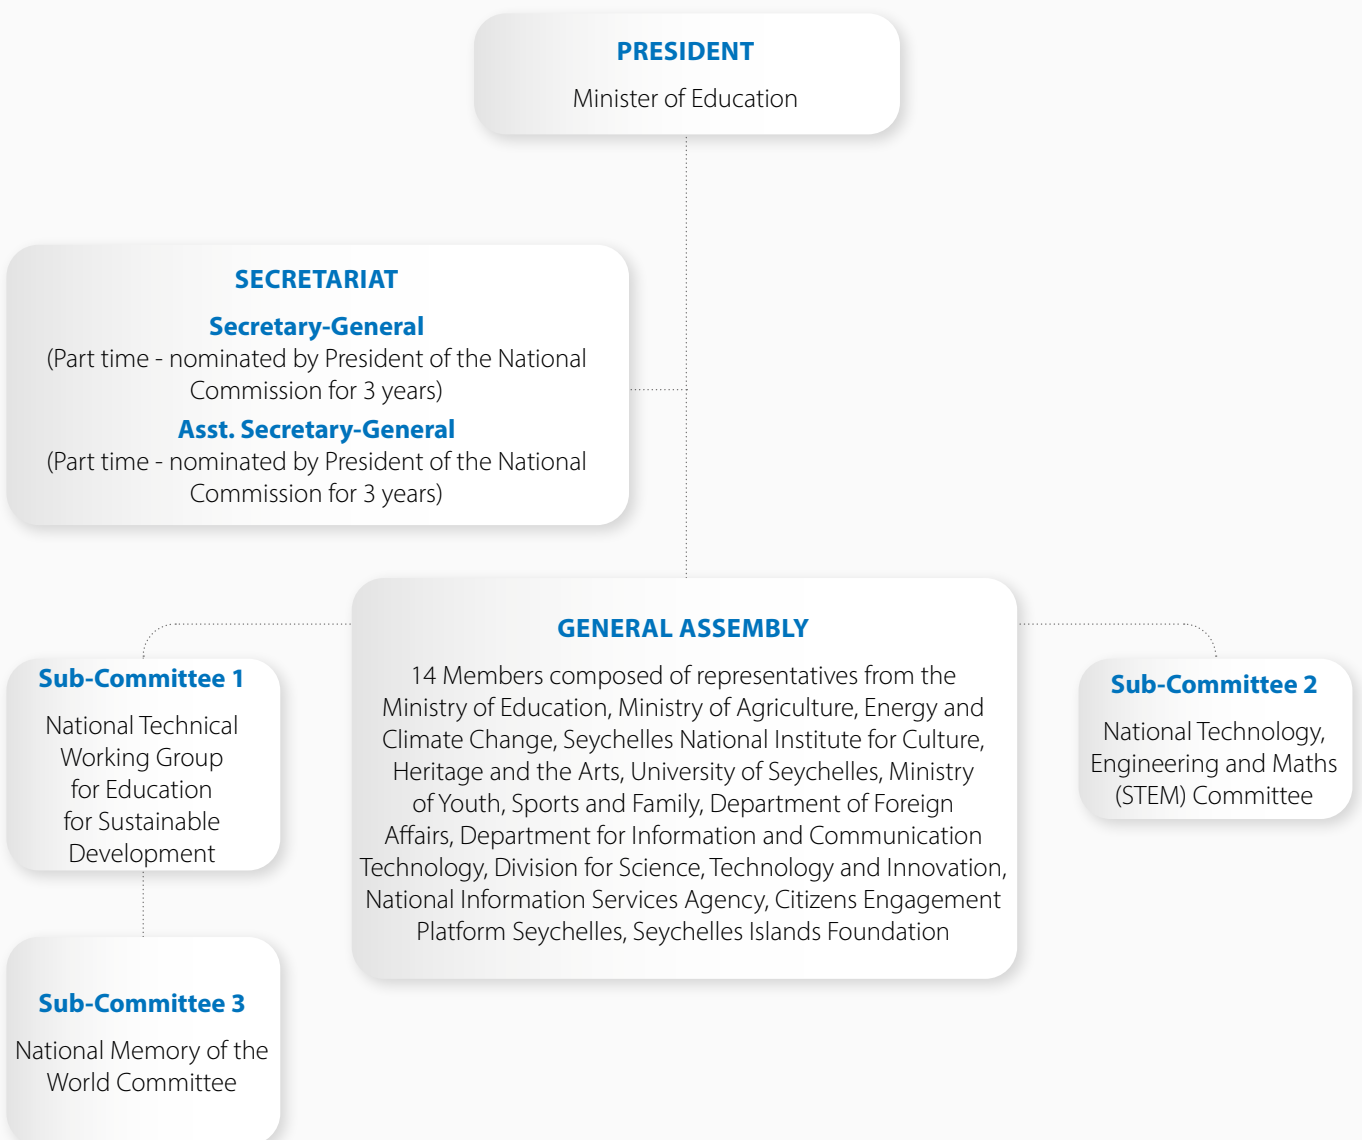 PRESIDENT
Minister of Education
SECRETARIAT
Secretary-General
(Part time - nominated by President of the National
Commission for 3 years)
Asst. Secretary-General
(Part time - nominated by President of the National
Commission for 3 years)
GENERAL ASSEMBLY
14 Members composed of representatives from the
Ministry of Education, Ministry of Agriculture, Energy and
Climate Change, Seychelles National Institute for Culture,
Heritage and the Arts, University of Seychelles, Ministry
of Youth, Sports and Family, Department of Foreign
Affairs, Department for Information and Communication
Technology, Division for Science, Technology and Innovation,
National Information Services Agency, Citizens Engagement
Platform Seychelles, Seychelles Islands Foundation
Sub-Committee 1
National Technical
Working Group
for Education
for Sustainable
Development
Sub-Committee 2
National Technology,
Engineering and Maths
(STEM) Committee
Sub-Committee 3
National Memory of the
World Committee